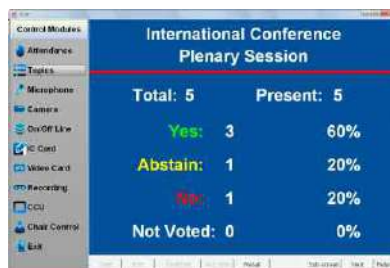 Control Modules
Attendance
Topics
Microphone
Camera
On/Off Line
IC Card
Video Card
Recording
CCU
Chair Control
Exit
International Conference
Plenary Session
Total: 5 Present: 5
Yes: 3 60%
Abstain: 1 20%
No: 1 20%
Not Voted: 0 0%